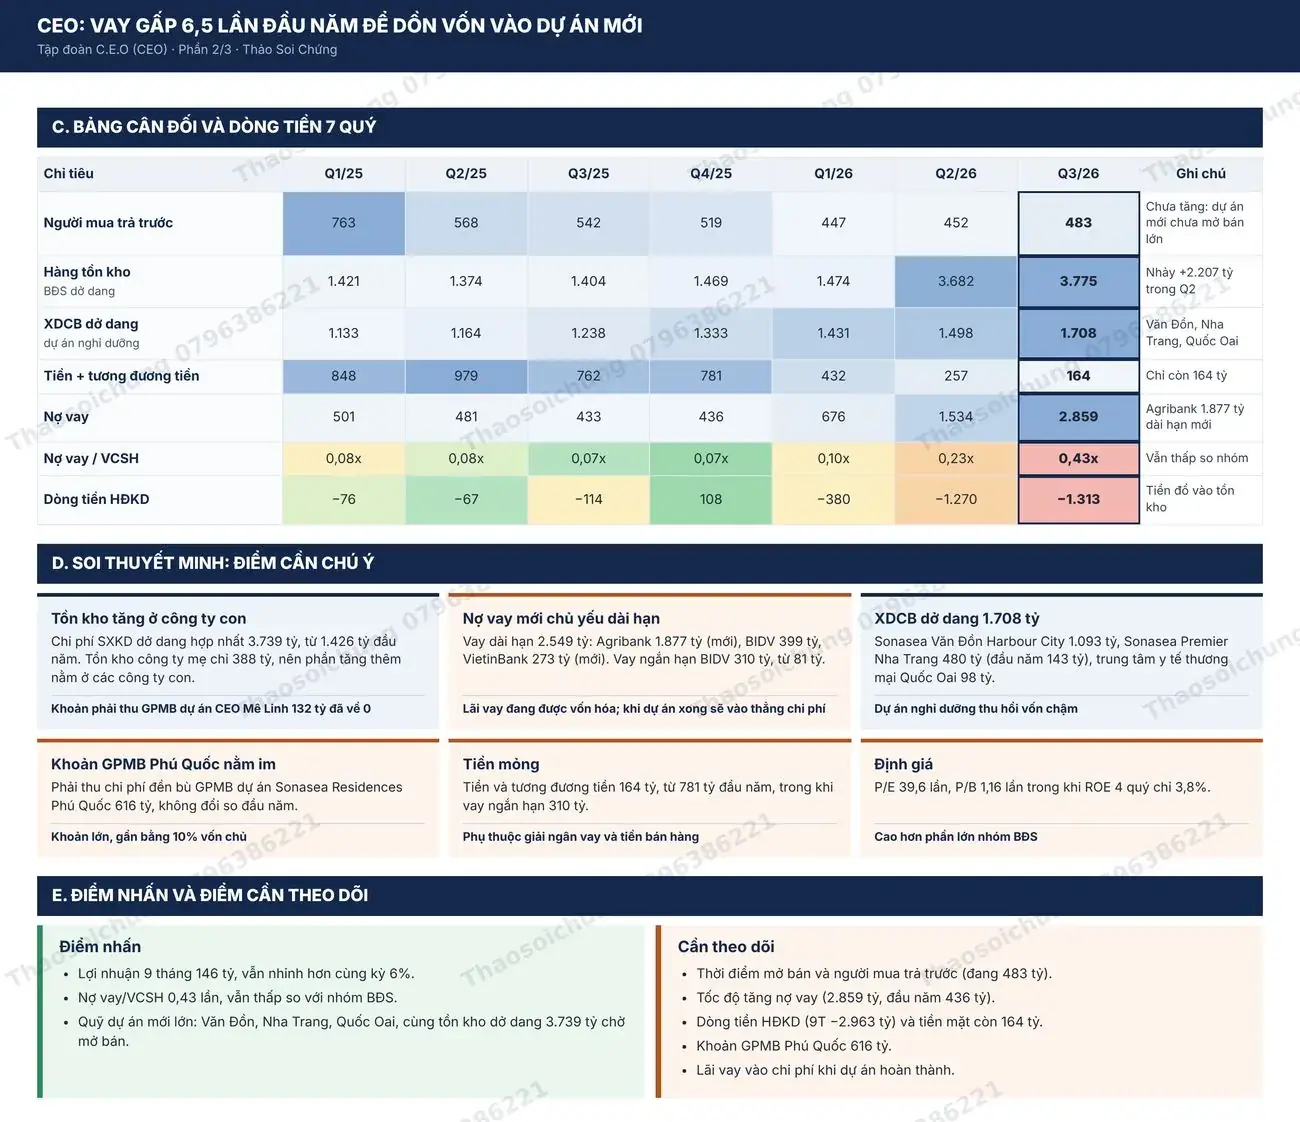 CEO: VAY GẤP 6,5 LẦN ĐẦU NĂM ĐỂ DỒN VỐN VÀO DỰ ÁN MỚI
Tập đoàn C.E.O (CEO) · Phần 2/3 · Thảo Soi Chứng
C. BẢNG CÂN ĐỐI VÀ DÒNG TIỀN 7 QUÝ
Chỉ tiêu Q1/25 Q2/25 Q3/25 Q4/25 Q1/26 Q2/26 Q3/26 Ghi chú
Người mua trả trước 763 568 542 519 447 452 483 Chưa tăng: dự án
mới chưa mở bán
lớn
Hàng tồn kho 1.421 1.374 1.404 1.469 1.474 3.682 3.775 Nhảy +2.207 tỷ
BĐS dở dang trong Q2
XDCB dở dang 1.133 1.164 1.238 1.333 1.431 1.498 1.708 Vân Đồn, Nha
dự án nghỉ dưỡng Trang, Quốc Oai
Tiền + tương đương tiền 848 979 762 781 432 257 164 Chỉ còn 164 tỷ
Nợ vay 501 481 433 436 676 1.534 2.859 Agribank 1.877 tỷ
dài hạn mới
Nợ vay / VCSH 0,08x 0,08x 0,07x 0,07x 0,10x 0,23x 0,43x Vẫn thấp so nhóm
Dòng tiền HĐKD −76 −67 −114 108 −380 −1.270 −1.313 Tiền đổ vào tồn
kho
D. SOI THUYẾT MINH: ĐIỂM CẦN CHÚ Ý
Tồn kho tăng ở công ty con
Chi phí SXKD dở dang hợp nhất 3.739 tỷ, từ 1.426 tỷ đầu
năm. Tồn kho công ty mẹ chỉ 388 tỷ, nên phần tăng thêm
nằm ở các công ty con.
Khoản phải thu GPMB dự án CEO Mê Linh 132 tỷ đã về 0
Nợ vay mới chủ yếu dài hạn
Vay dài hạn 2.549 tỷ: Agribank 1.877 tỷ (mới), BIDV 399 tỷ,
VietinBank 273 tỷ (mới). Vay ngắn hạn BIDV 310 tỷ, từ 81 tỷ.
Lãi vay đang được vốn hóa; khi dự án xong sẽ vào thẳng chi phí
XDCB dở dang 1.708 tỷ
Sonasea Vân Đồn Harbour City 1.093 tỷ, Sonasea Premier
Nha Trang 480 tỷ (đầu năm 143 tỷ), trung tâm y tế thương
mại Quốc Oai 98 tỷ.
Dự án nghỉ dưỡng thu hồi vốn chậm
Khoản GPMB Phú Quốc nằm im
Phải thu chi phí đền bù GPMB dự án Sonasea Residences
Phú Quốc 616 tỷ, không đổi so đầu năm.
Khoản lớn, gần bằng 10% vốn chủ
Tiền mỏng
Tiền và tương đương tiền 164 tỷ, từ 781 tỷ đầu năm, trong khi
vay ngắn hạn 310 tỷ.
Phụ thuộc giải ngân vay và tiền bán hàng
Định giá
P/E 39,6 lần, P/B 1,16 lần trong khi ROE 4 quý chỉ 3,8%.
Cao hơn phần lớn nhóm BĐS
E. ĐIỂM NHẤN VÀ ĐIỂM CẦN THEO DÕI
Điểm nhấn
• Lợi nhuận 9 tháng 146 tỷ, vẫn nhỉnh hơn cùng kỳ 6%.
• Nợ vay/VCSH 0,43 lần, vẫn thấp so với nhóm BĐS.
• Quỹ dự án mới lớn: Vân Đồn, Nha Trang, Quốc Oai, cùng tồn kho dở dang 3.739 tỷ chờ
mở bán.
Cần theo dõi
• Thời điểm mở bán và người mua trả trước (đang 483 tỷ).
• Tốc độ tăng nợ vay (2.859 tỷ, đầu năm 436 tỷ).
• Dòng tiền HĐKD (9T −2.963 tỷ) và tiền mặt còn 164 tỷ.
• Khoản GPMB Phú Quốc 616 tỷ.
• Lãi vay vào chi phí khi dự án hoàn thành.
Thaosoichung 0796386221